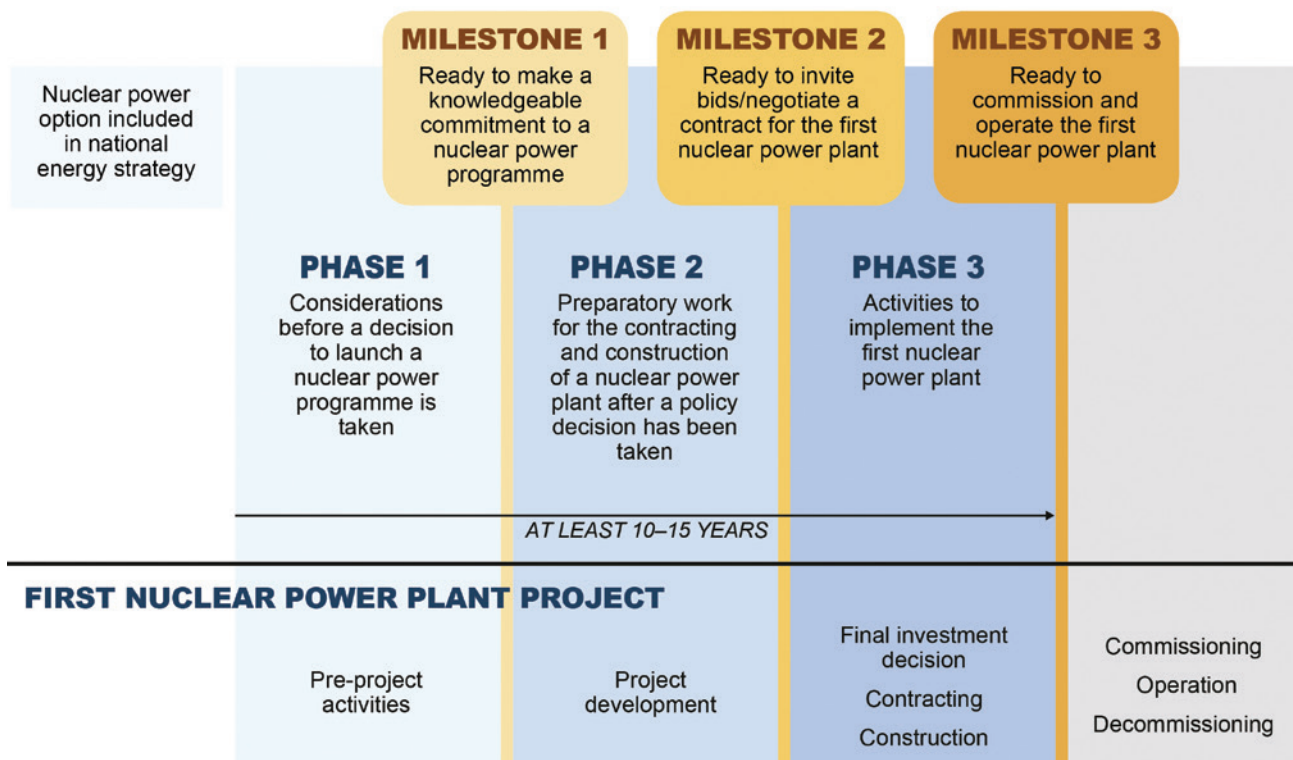 MILESTONE 1
Ready to make a
knowledgeable
commitment to a
nuclear power
programme
MILESTONE 2
Ready to invite
bids/negotiate a
contract for the first
nuclear power plant
MILESTONE 3
Ready to
commission and
operate the first
nuclear power plant
Nuclear power
option included
in national
energy strategy
PHASE 1
Considerations
before a decision
to launch a
nuclear power
programme is
taken
PHASE 2
Preparatory work
for the contracting
and construction
of a nuclear power
plant after a policy
decision has been
taken
PHASE 3
Activities to
implement the
first nuclear
power plant
AT LEAST 10–15 YEARS
FIRST NUCLEAR POWER PLANT PROJECT
Pre-project
activities
Project
development
Final investment
decision
Contracting
Construction
Commissioning
Operation
Decommissioning